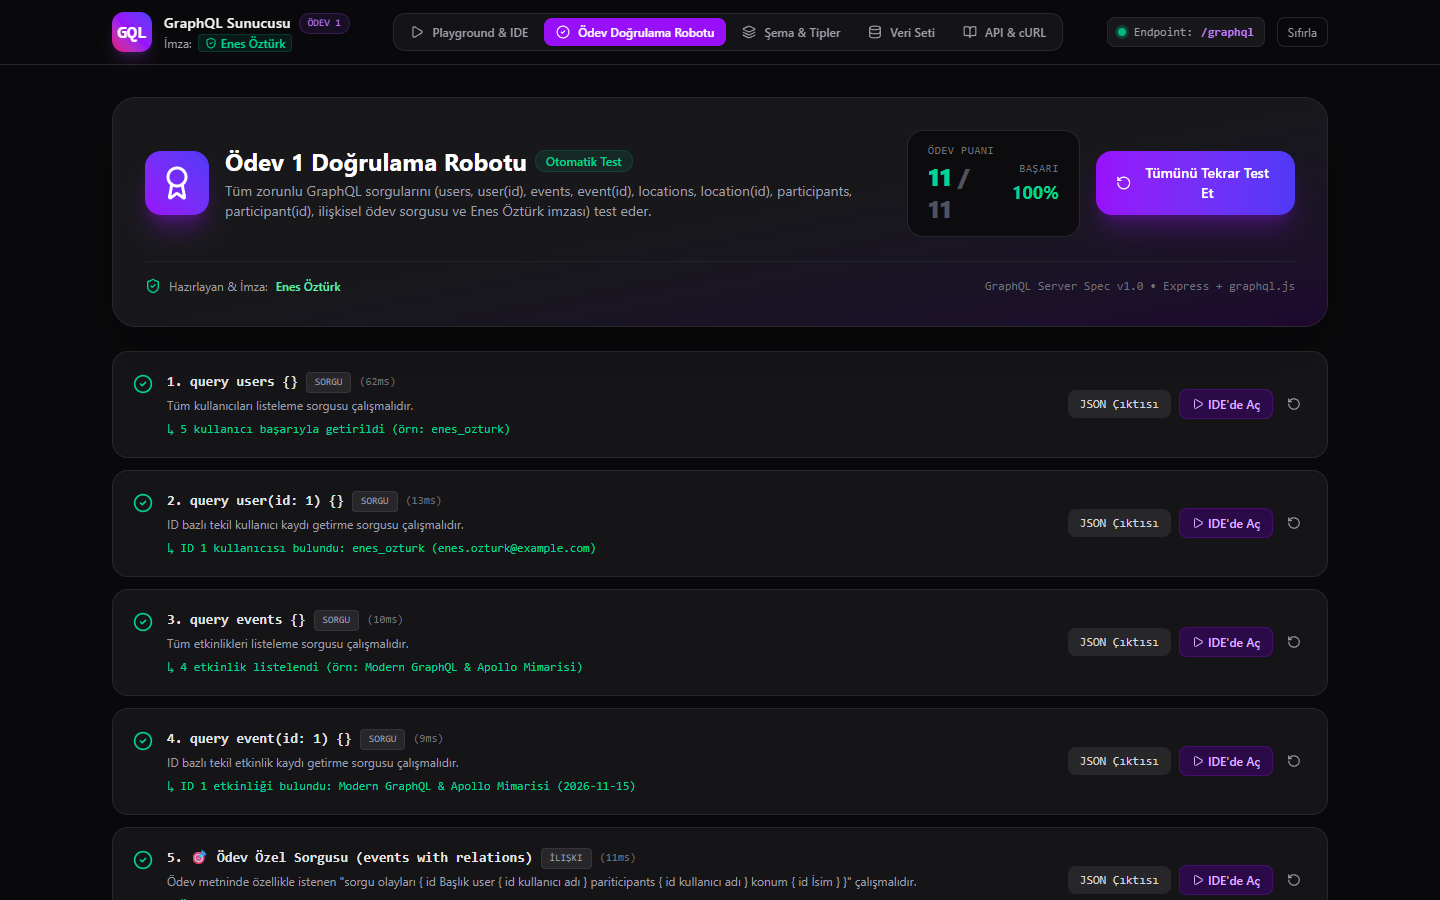 GQL
GraphQL Sunucusu
ÖDEV 1
İmza:
Enes Öztürk
Playground & IDE
Ödev Doğrulama Robotu
Şema & Tipler
Veri Seti
API & cURL
Endpoint: /graphql
Sıfırla
Ödev 1 Doğrulama Robotu
Otomatik Test
Tüm zorunlu GraphQL sorgularını (users, user(id), events, event(id), locations, location(id), participants,
participant(id), ilişkisel ödev sorgusu ve Enes Öztürk imzası) test eder.
ÖDEV PUANI
11 /
11
BAŞARI
100%
Tümünü Tekrar Test
Et
Hazırlayan & İmza: Enes Öztürk
GraphQL Server Spec v1.0 • Express + graphql.js
1. query users {} SORGU (62ms)
Tüm kullanıcıları listeleme sorgusu çalışmalıdır.
↳ 5 kullanıcı başarıyla getirildi (örn: enes_ozturk)
JSON Çıktısı
IDE'de Aç
2. query user(id: 1) {} SORGU (13ms)
ID bazlı tekil kullanıcı kaydı getirme sorgusu çalışmalıdır.
↳ ID 1 kullanıcısı bulundu: enes_ozturk (enes.ozturk@example.com)
JSON Çıktısı
IDE'de Aç
3. query events {} SORGU (10ms)
Tüm etkinlikleri listeleme sorgusu çalışmalıdır.
↳ 4 etkinlik listelendi (örn: Modern GraphQL & Apollo Mimarisi)
JSON Çıktısı
IDE'de Aç
4. query event(id: 1) {} SORGU (9ms)
ID bazlı tekil etkinlik kaydı getirme sorgusu çalışmalıdır.
↳ ID 1 etkinliği bulundu: Modern GraphQL & Apollo Mimarisi (2026-11-15)
JSON Çıktısı
IDE'de Aç
5. 🎯 Ödev Özel Sorgusu (events with relations) İLIŞKI (11ms)
Ödev metninde özellikle istenen "sorgu olayları { id Başlık user { id kullanıcı adı } pariticipants { id kullanıcı adı } konum { id İsim } }" çalışmalıdır.
JSON Çıktısı
IDE'de Aç